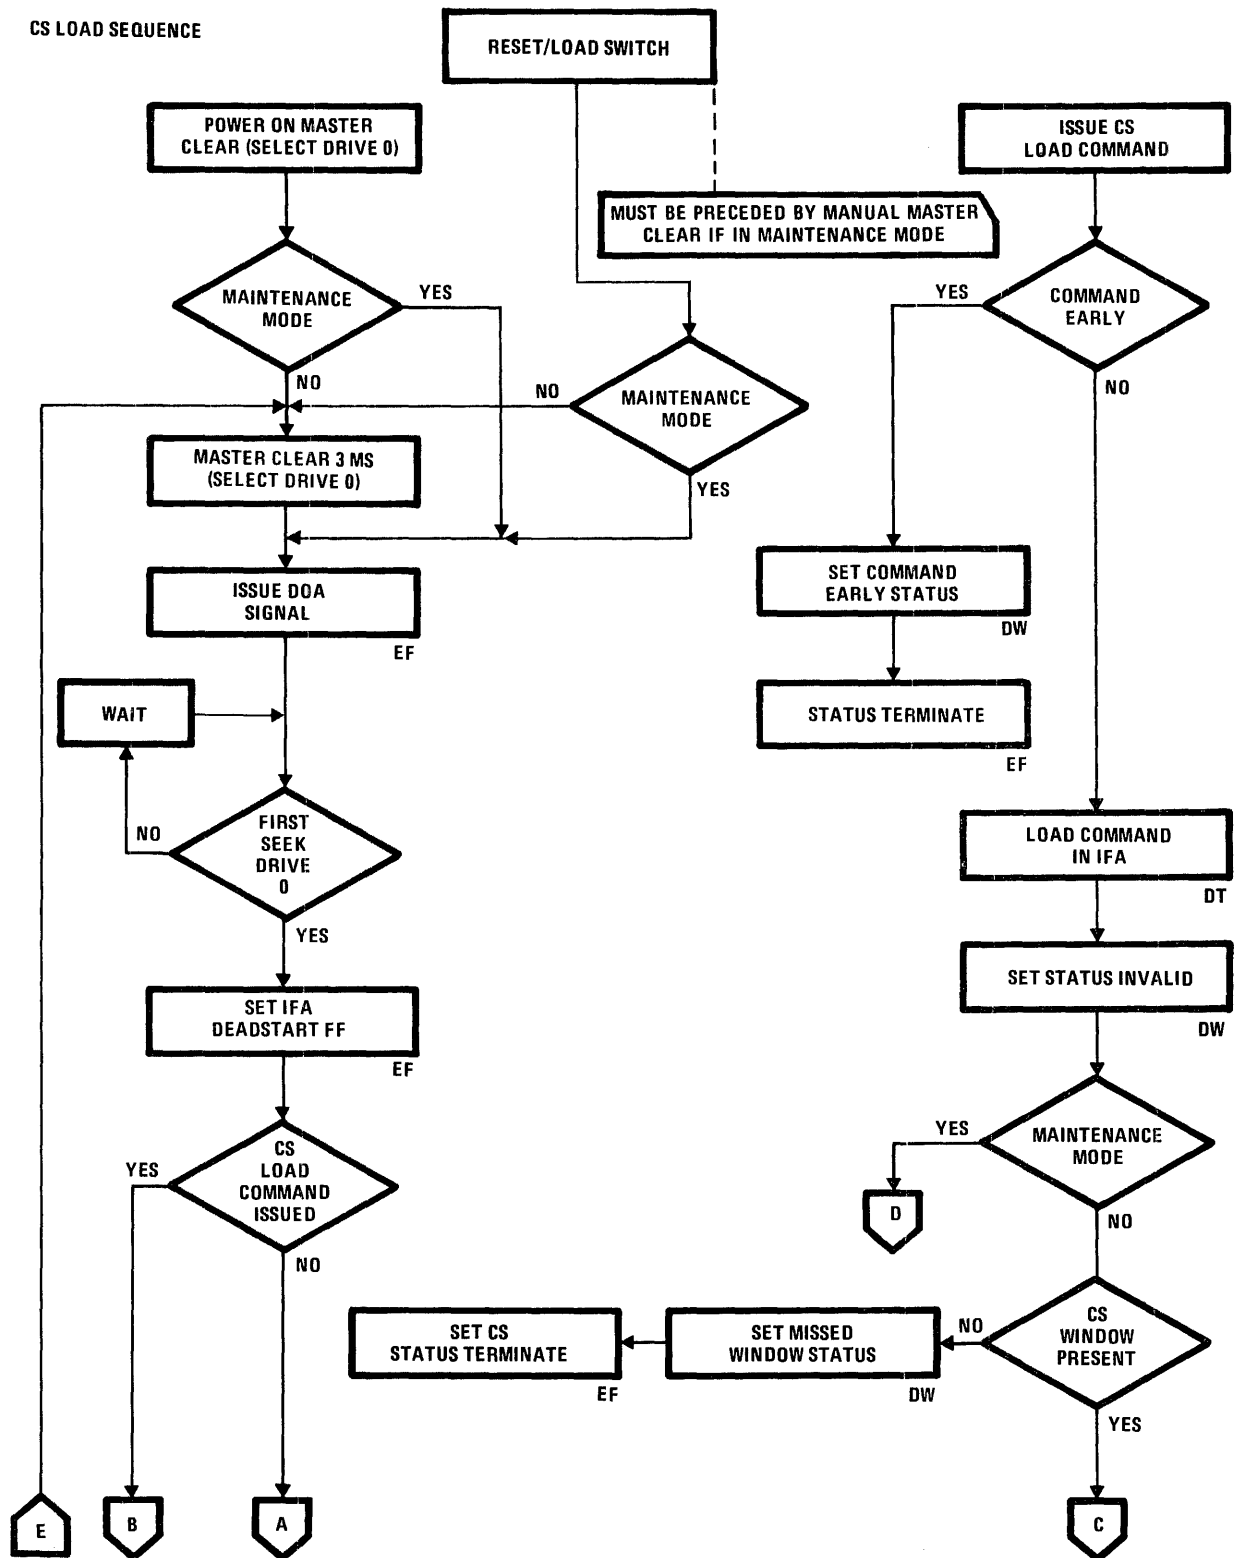 CS LOAD SEQUENCE
RESET/LOAD SWITCH
POWER ON MASTER
CLEAR (SELECT DRIVE 0)
ISSUE CS
LOAD COMMAND
MUST BE PRECEDED BY MANUAL MASTER
CLEAR IF IN MAINTENANCE MODE
MAINTENANCE
MODE
YES
NO
MAINTENANCE
MODE
NO
YES
COMMAND
EARLY
YES
NO
MASTER CLEAR 3 MS
(SELECT DRIVE 0)
ISSUE DOA
SIGNAL
EF
SET COMMAND
EARLY STATUS
DW
STATUS TERMINATE
EF
WAIT
NO
FIRST
SEEK
DRIVE
0
YES
LOAD COMMAND
IN IFA
DT
SET STATUS INVALID
DW
SET IFA
DEADSTART FF
EF
YES
CS
LOAD
COMMAND
ISSUED
NO
YES
MAINTENANCE
MODE
NO
D
SET CS
STATUS TERMINATE
EF
SET MISSED
WINDOW STATUS
DW
NO
CS
WINDOW
PRESENT
YES
E
B
A
C